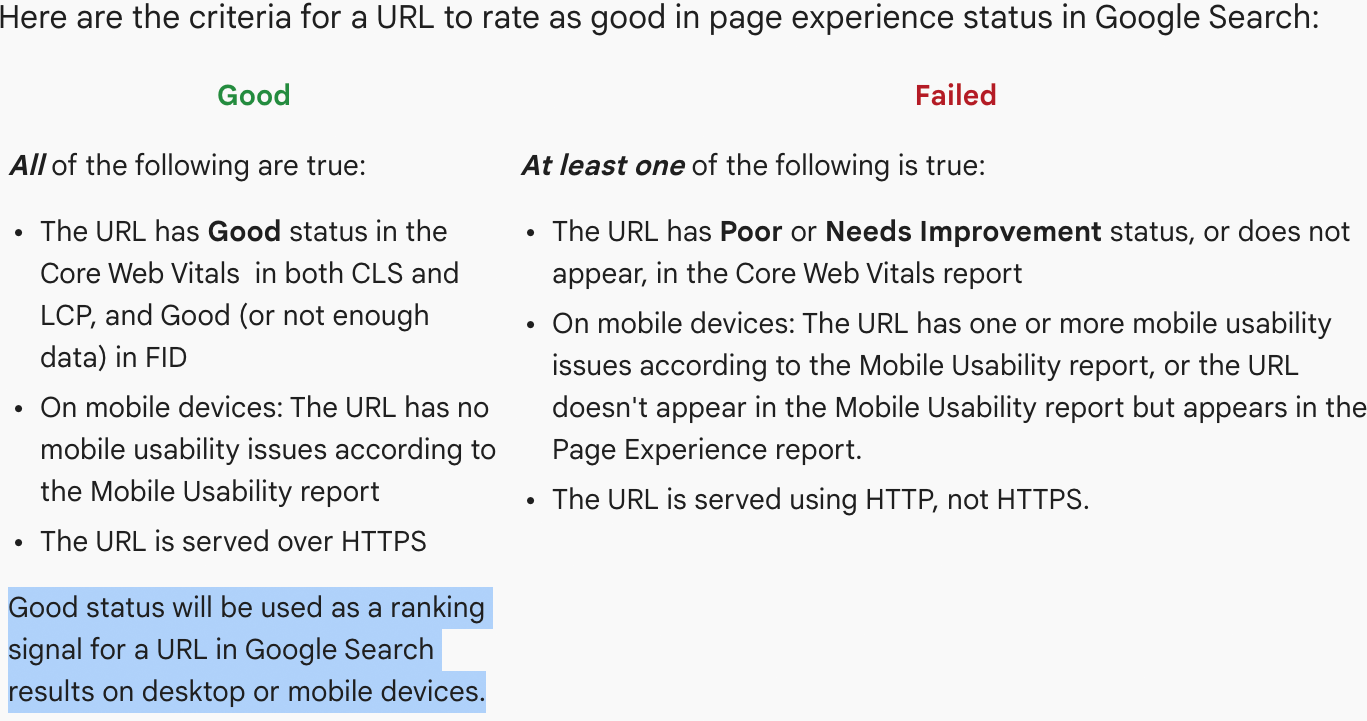 Here are the criteria for a URL to rate as good in page experience status in Google Search:
Good
All of the following are true:
• The URL has Good status in the
Core Web Vitals  in both CLS and
LCP, and Good (or not enough
data) in FID
• On mobile devices: The URL has no
mobile usability issues according to
the Mobile Usability report
• The URL is served over HTTPS
Good status will be used as a ranking
signal for a URL in Google Search
results on desktop or mobile devices.
Failed
At least one of the following is true:
• The URL has Poor or Needs Improvement status, or does not
appear, in the Core Web Vitals report
• On mobile devices: The URL has one or more mobile usability
issues according to the Mobile Usability report, or the URL
doesn't appear in the Mobile Usability report but appears in the
Page Experience report.
• The URL is served using HTTP, not HTTPS.